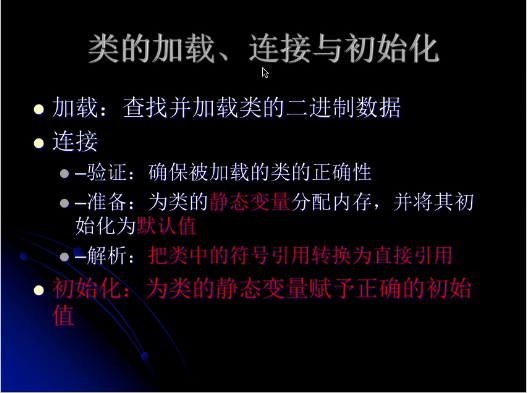 类的加载、连接与初始化
加载：查找并加载类的二进制数据
连接
–验证：确保被加载的类的正确性
–准备：为类的静态变量分配内存，并将其初
始化为默认值
–解析：把类中的符号引用转换为直接引用
初始化：为类的静态变量赋予正确的初始
值